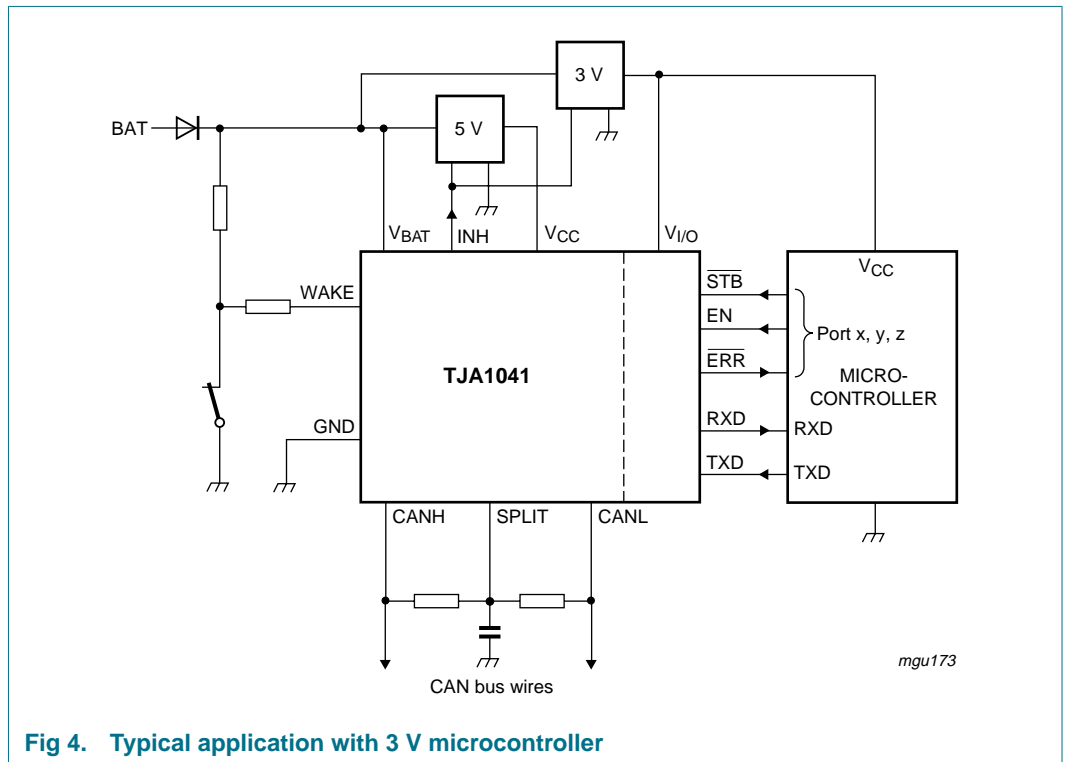 3 V
BAT
5 V
VBAT
INH
VCC
VI/O
VCC
STB
WAKE
EN
Port x, y, z
TJA1041
ERR
MICRO-
CONTROLLER
GND
RXD
RXD
TXD
TXD
CANH
SPLIT
CANL
mgu173
CAN bus wires
Fig 4. Typical application with 3 V microcontroller